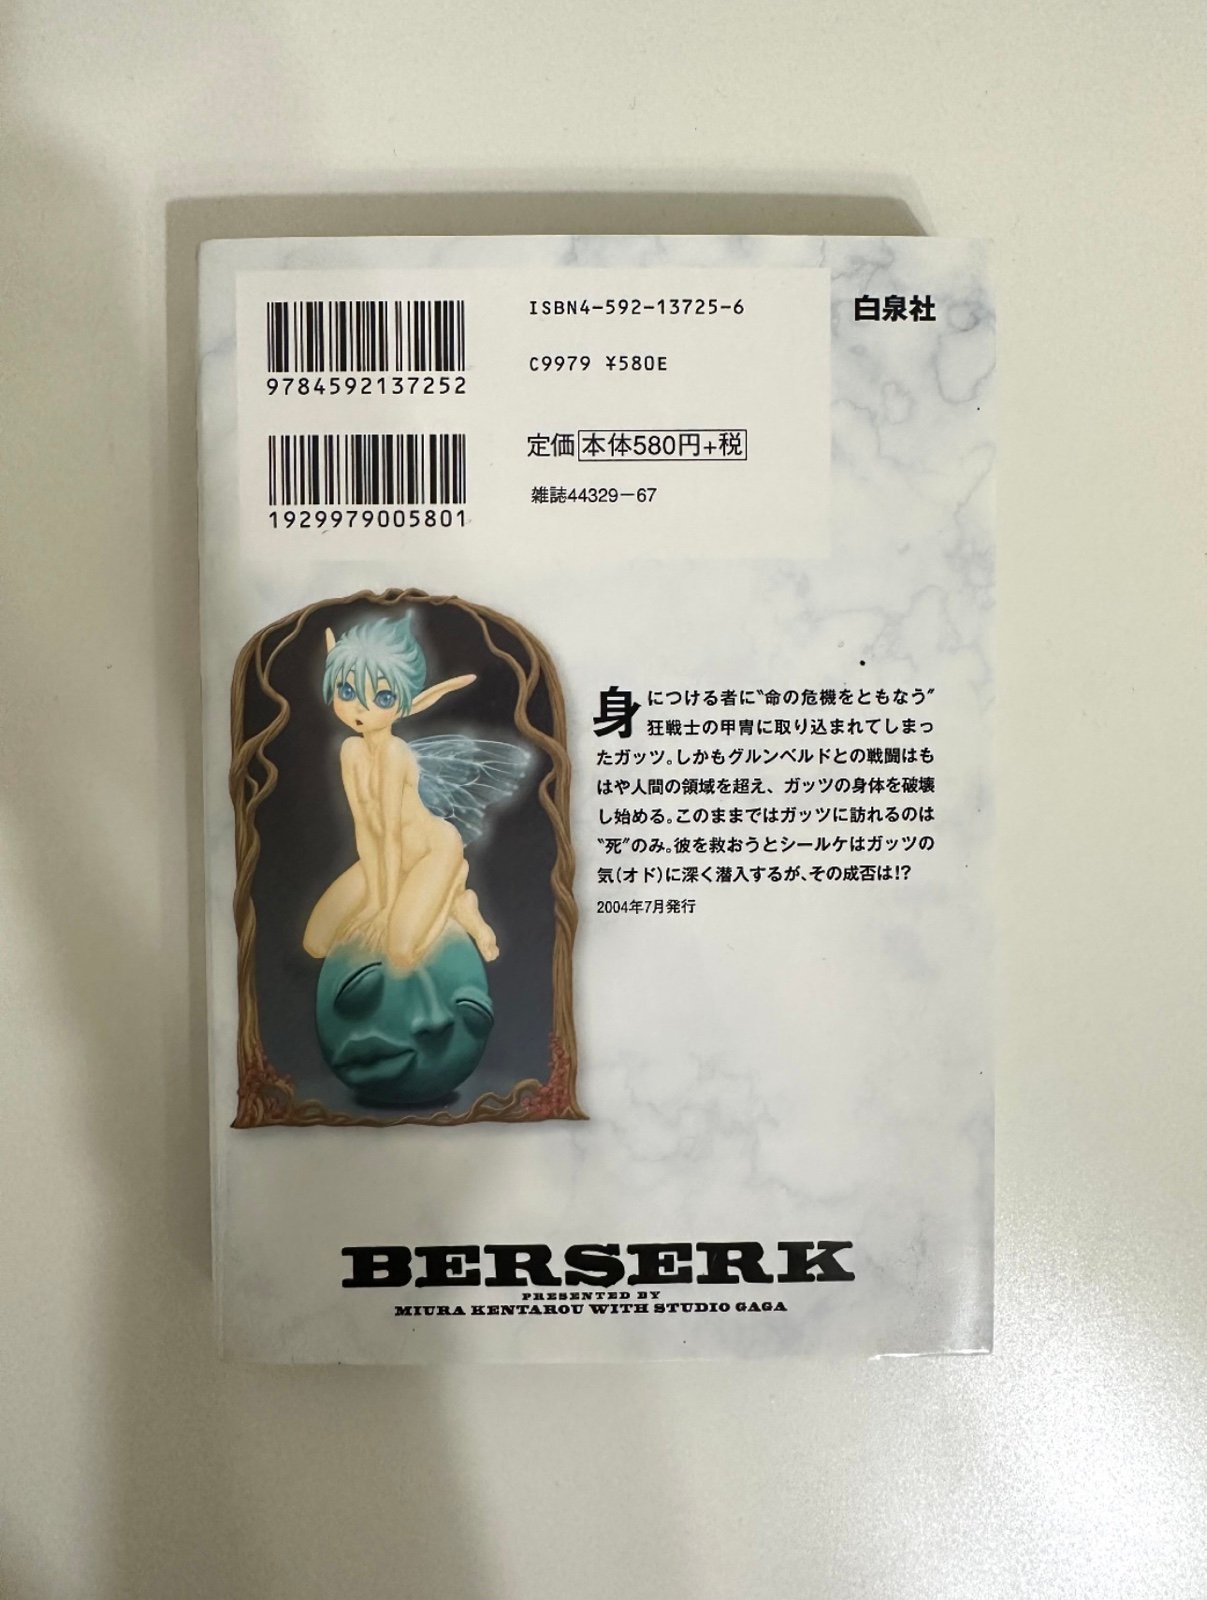 ISBN4-592-13725-6
白泉社
C9979 ¥580E
9784592137252
定価 本体580円+税
雑誌44329-67
1929979005801
身につける者に“命の危機をともなう”
狂戦士の甲冑に取り込まれてしまっ
たガッツ。しかもグルンベルドとの戦闘はも
はや人間の領域を超え、ガッツの身体を破壊
し始める。このままではガッツに訪れるのは
“死”のみ。彼を救おうとシールケはガッツの
気(オド)に深く潜入するが、その成否は!?
2004年7月発行
BERSERK
PRESENTED BY
MIURA KENTAROU WITH STUDIO GAGA